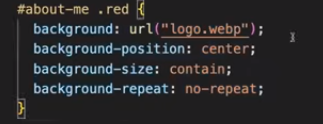 #about-me .red {
background: url("logo.webp");
background-position: center;
background-size: contain;
background-repeat: no-repeat;
}